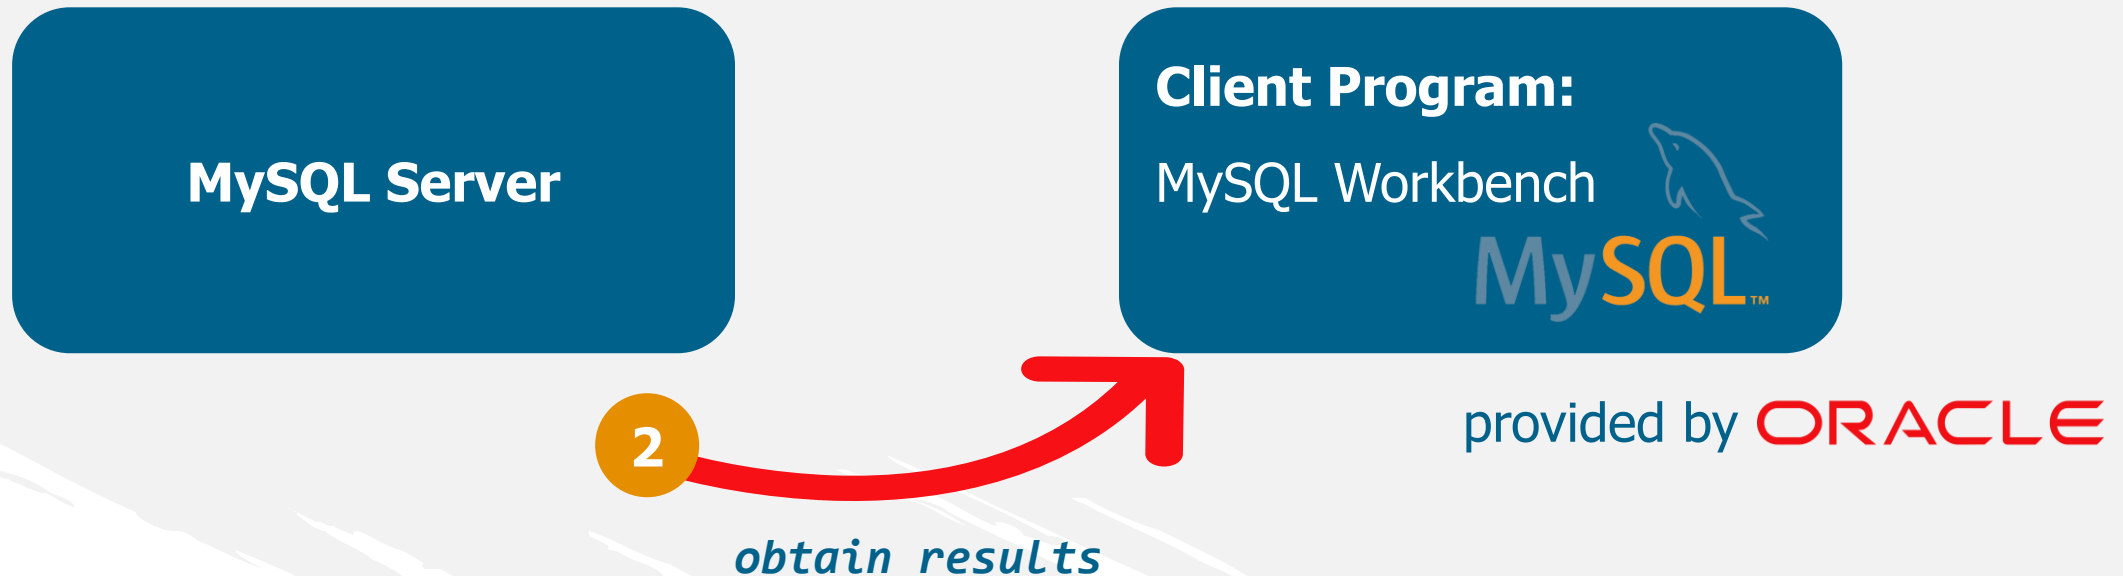 MySQL Server
Client Program:
MySQL Workbench
MySQL™
provided by ORACLE
2
obtain results